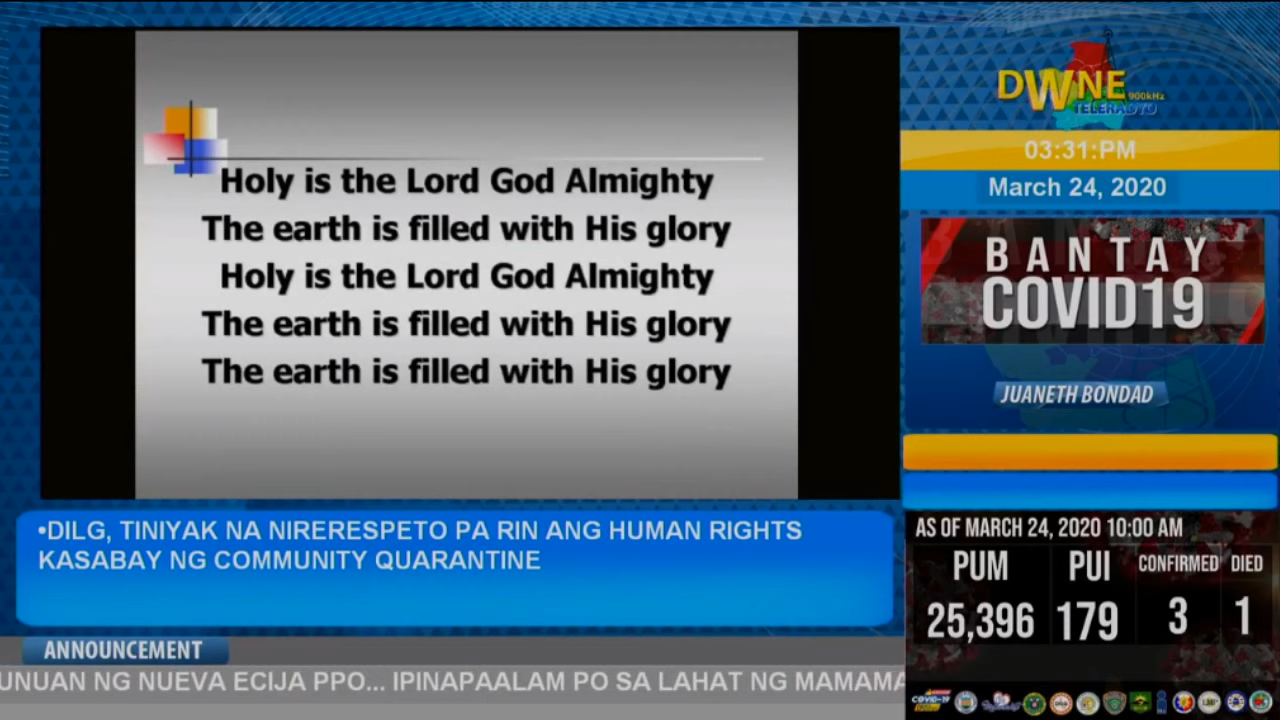 Holy is the Lord God Almighty
The earth is filled with His glory
Holy is the Lord God Almighty
The earth is filled with His glory
The earth is filled with His glory
DWNE
900kHz
TELERADYO
03:31:PM
March 24, 2020
BANTAY
COVID19
JUANETH BONDAD
•DILG, TINIYAK NA NIRERESPETO PA RIN ANG HUMAN RIGHTS
KASABAY NG COMMUNITY QUARANTINE
AS OF MARCH 24, 2020 10:00 AM
PUM PUI CONFIRMED DIED
25,396 179 3 1
ANNOUNCEMENT
UNUAN NG NUEVA ECIJA PPO... IPINAPAALAM PO SA LAHAT NG MAMAMA
COVID-19